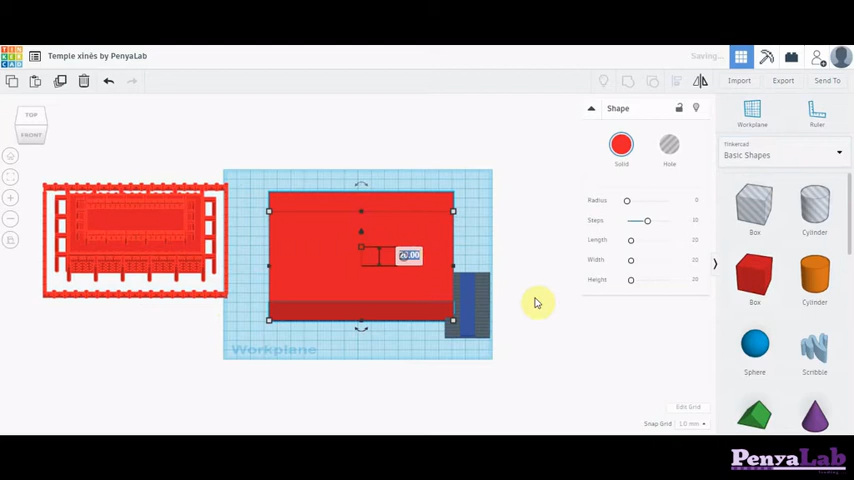 TIN
KER
CAD
Temple xinès by PenyaLab
Saving...
Import
Export
Send To
TOP
FRONT
Shape
Solid
Hole
Radius 0
Steps 10
Length 20
Width 20
Height 20
Workplane
Ruler
Tinkercad
Basic Shapes
Box
Cylinder
Box
Cylinder
Sphere
Scribble
Workplane
Edit Grid
Snap Grid 1.0 mm
PenyaLab